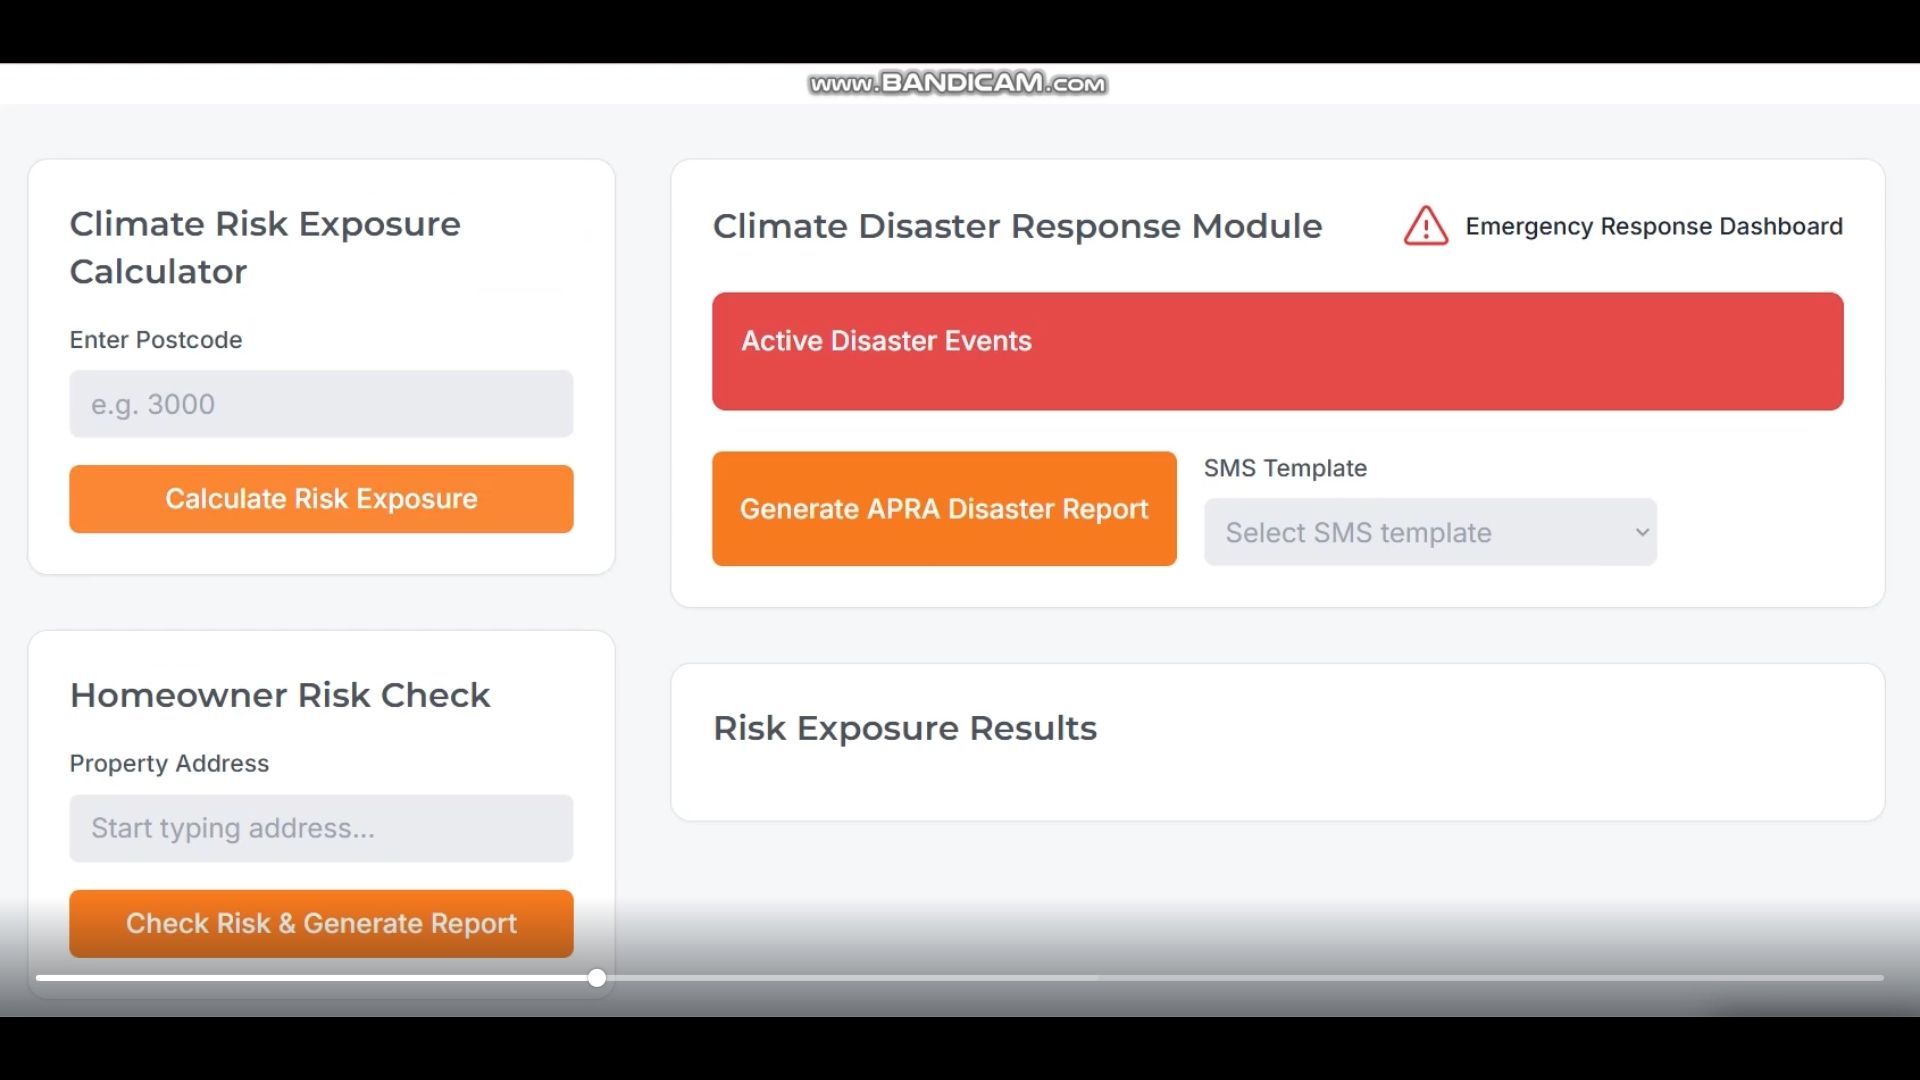 www.BANDICAM.com
Climate Risk Exposure
Calculator
Enter Postcode
e.g. 3000
Calculate Risk Exposure
Homeowner Risk Check
Property Address
Start typing address...
Check Risk & Generate Report
Climate Disaster Response Module
Emergency Response Dashboard
Active Disaster Events
Generate APRA Disaster Report
SMS Template
Select SMS template
Risk Exposure Results